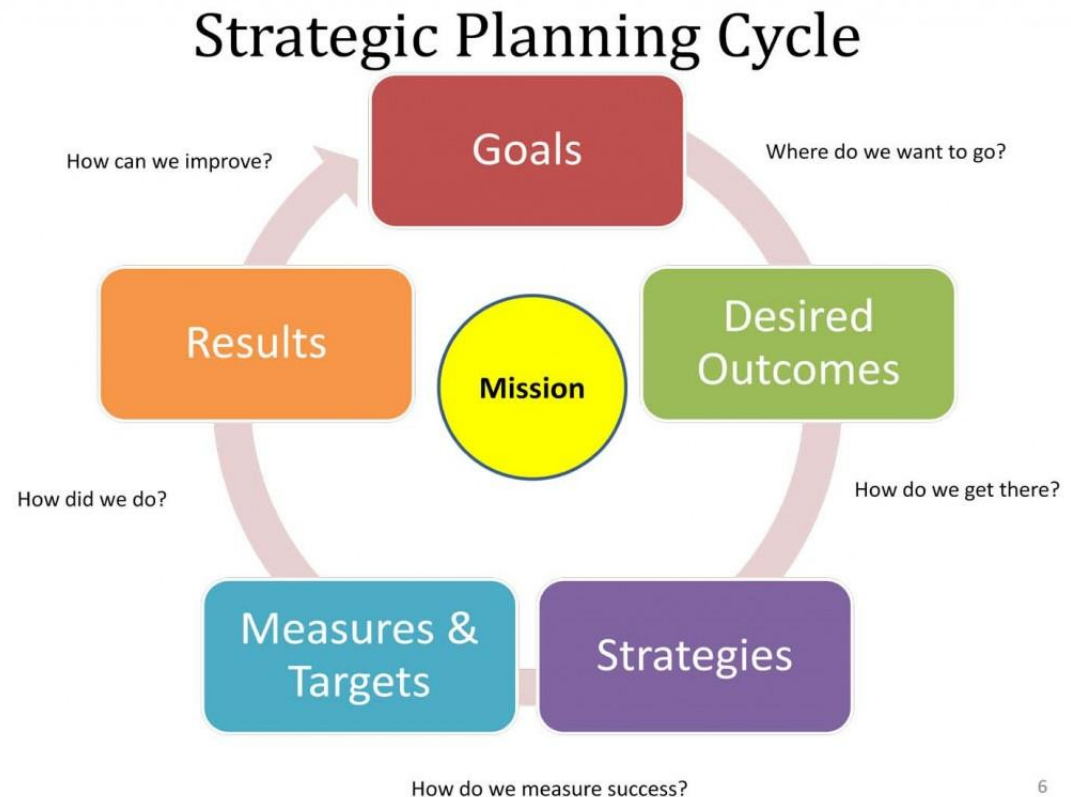 Strategic Planning Cycle
Goals
How can we improve?
Where do we want to go?
Results
Desired
Outcomes
Mission
How did we do?
How do we get there?
Measures &
Targets
Strategies
How do we measure success?
6